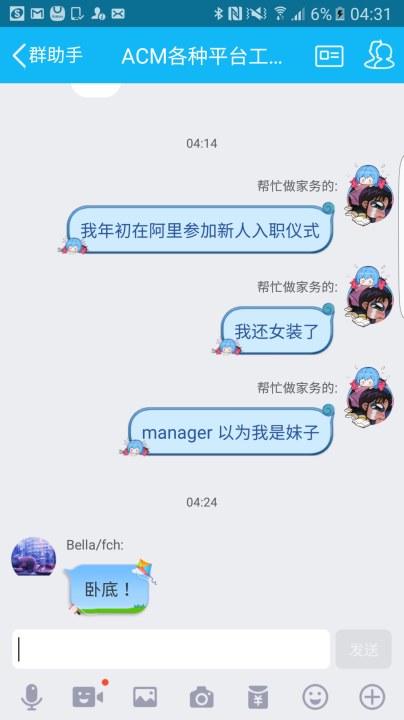 6% 04:31
群助手 ACM各种平台工...
04:14
帮忙做家务的:
我年初在阿里参加新人入职仪式
帮忙做家务的:
我还女装了
帮忙做家务的:
manager 以为我是妹子
04:24
Bella/fch:
卧底！
发送